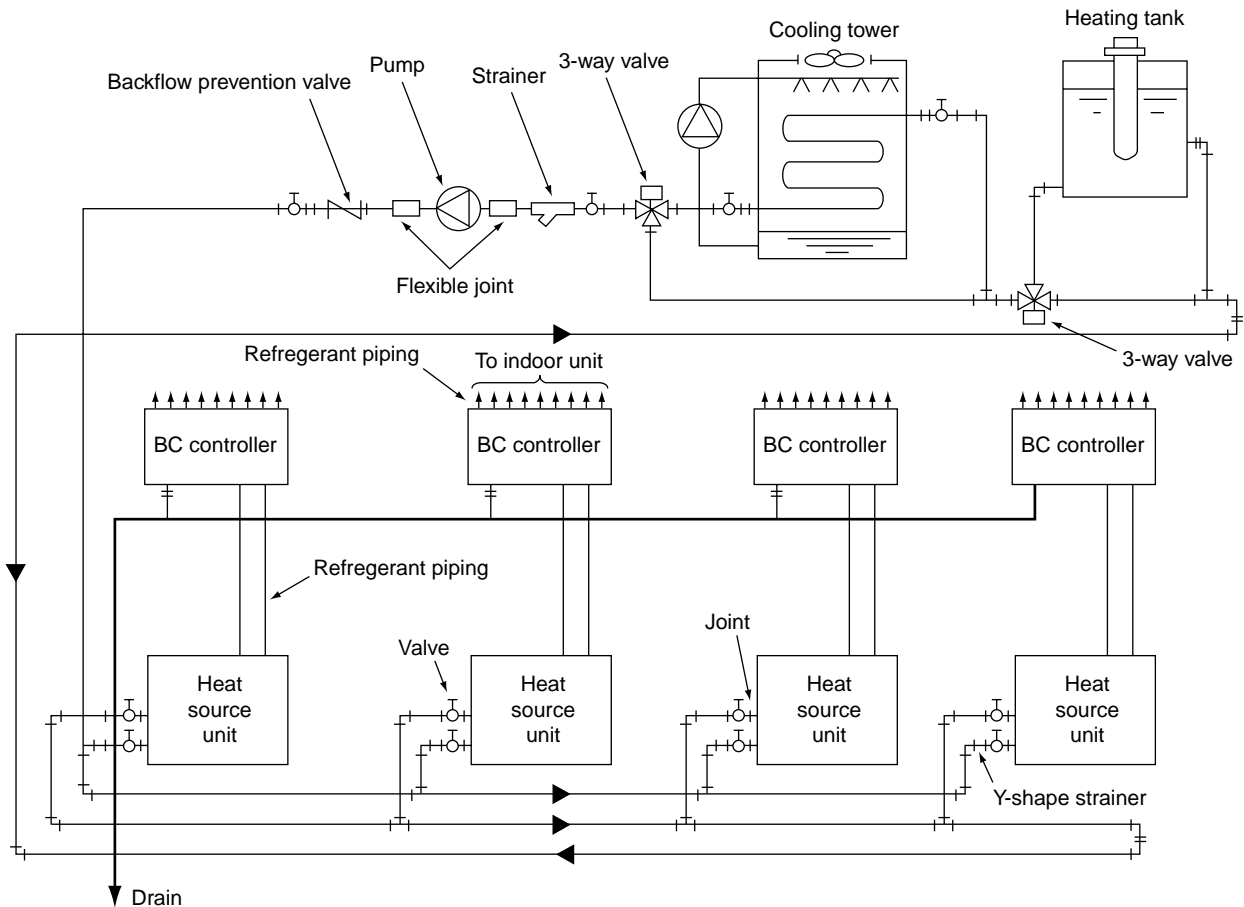 Cooling tower
Heating tank
3-way valve
Pump
Strainer
Backflow prevention valve
Flexible joint
3-way valve
Refregerant piping
To indoor unit
BC controller
BC controller
BC controller
BC controller
Refregerant piping
Joint
Valve
Heat
source
unit
Heat
source
unit
Heat
source
unit
Heat
source
unit
Y-shape strainer
Drain